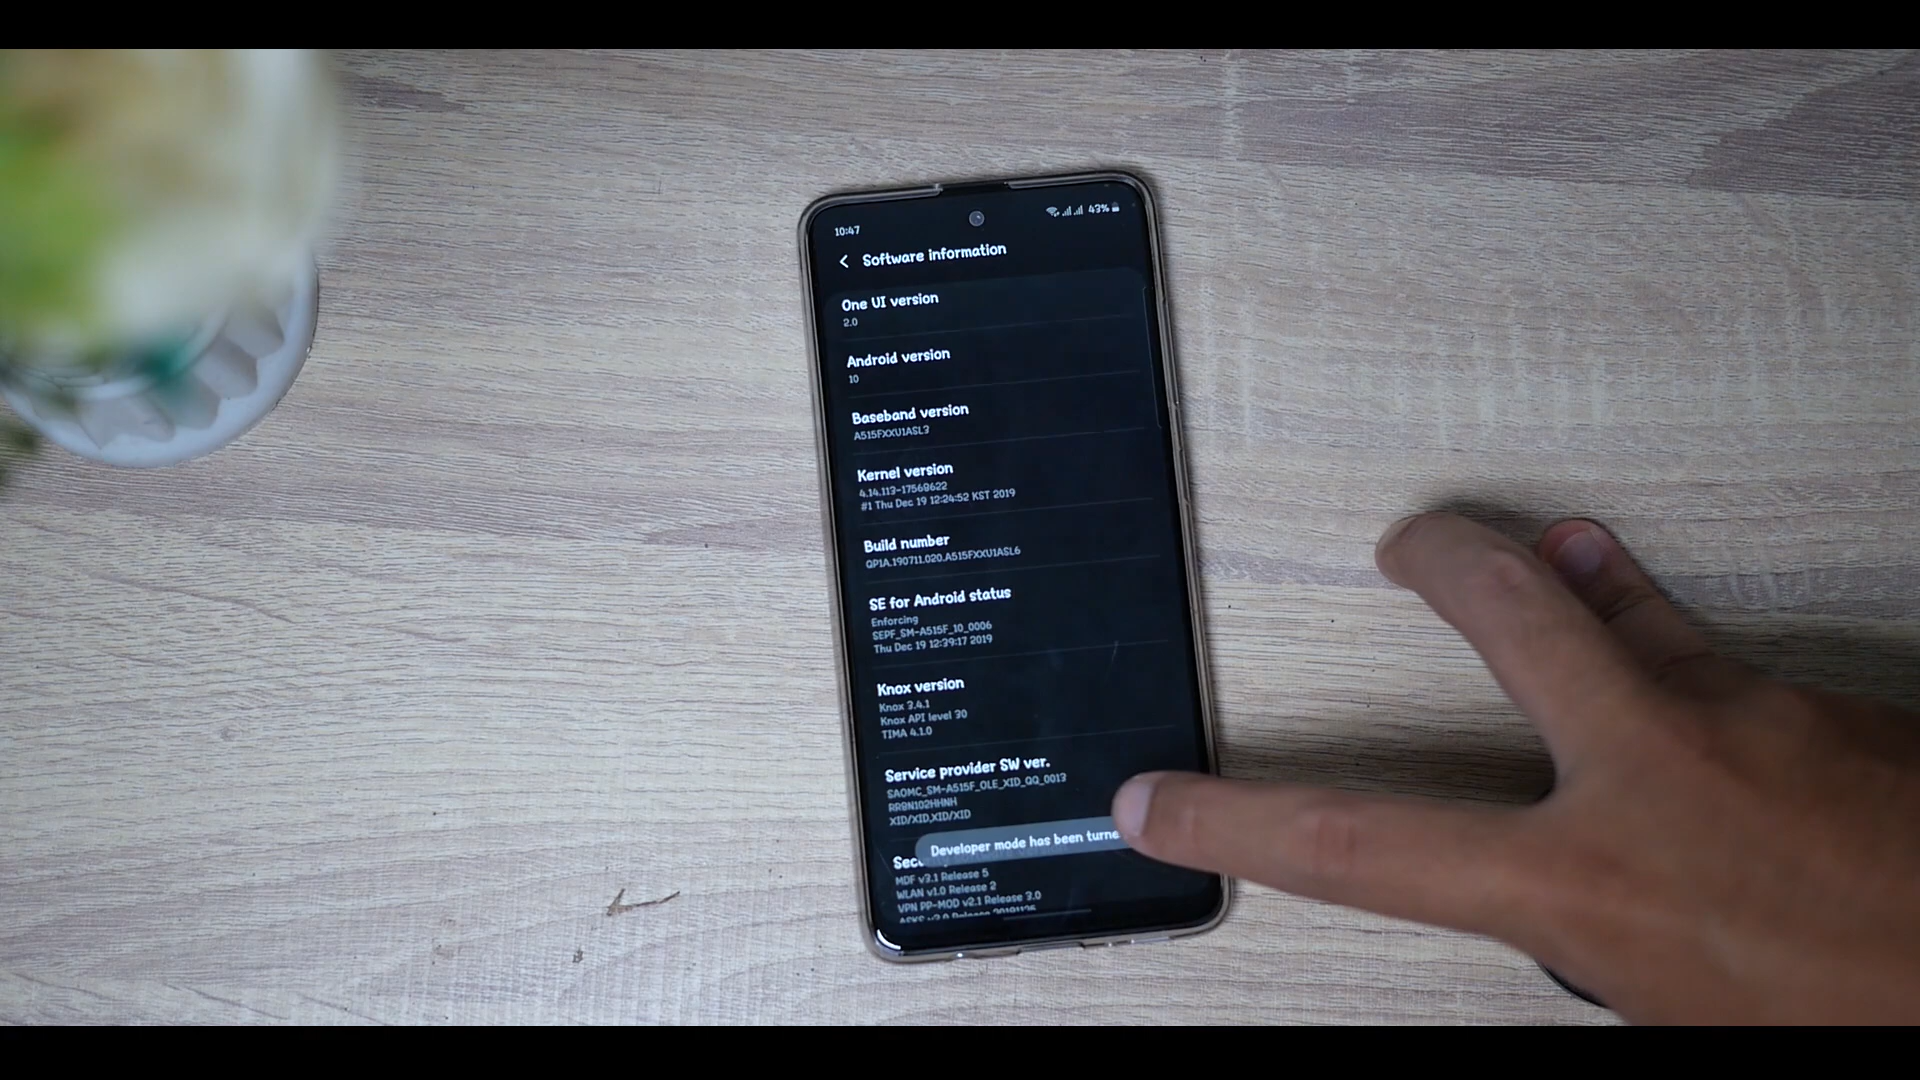 10:47
43%
Software information
One UI version
2.0
Android version
10
Baseband version
A515FXXU1ASL3
Kernel version
4.14.113-17568622
#1 Thu Dec 19 12:24:52 KST 2019
Build number
QP1A.190711.020.A515FXXU1ASL6
SE for Android status
Enforcing
SEPF_SM-A515F_10_0006
Thu Dec 19 12:39:17 2019
Knox version
Knox 3.4.1
Knox API level 30
TIMA 4.1.0
Service provider SW ver.
SAOMC_SM-A515F_OLE_XID_QQ_0013
RR8N102HHNH
XID/XID,XID/XID
Developer mode has been turne
Sec
MDF v3.1 Release 5
WLAN v1.0 Release 2
VPN PP-MOD v2.1 Release 3.0